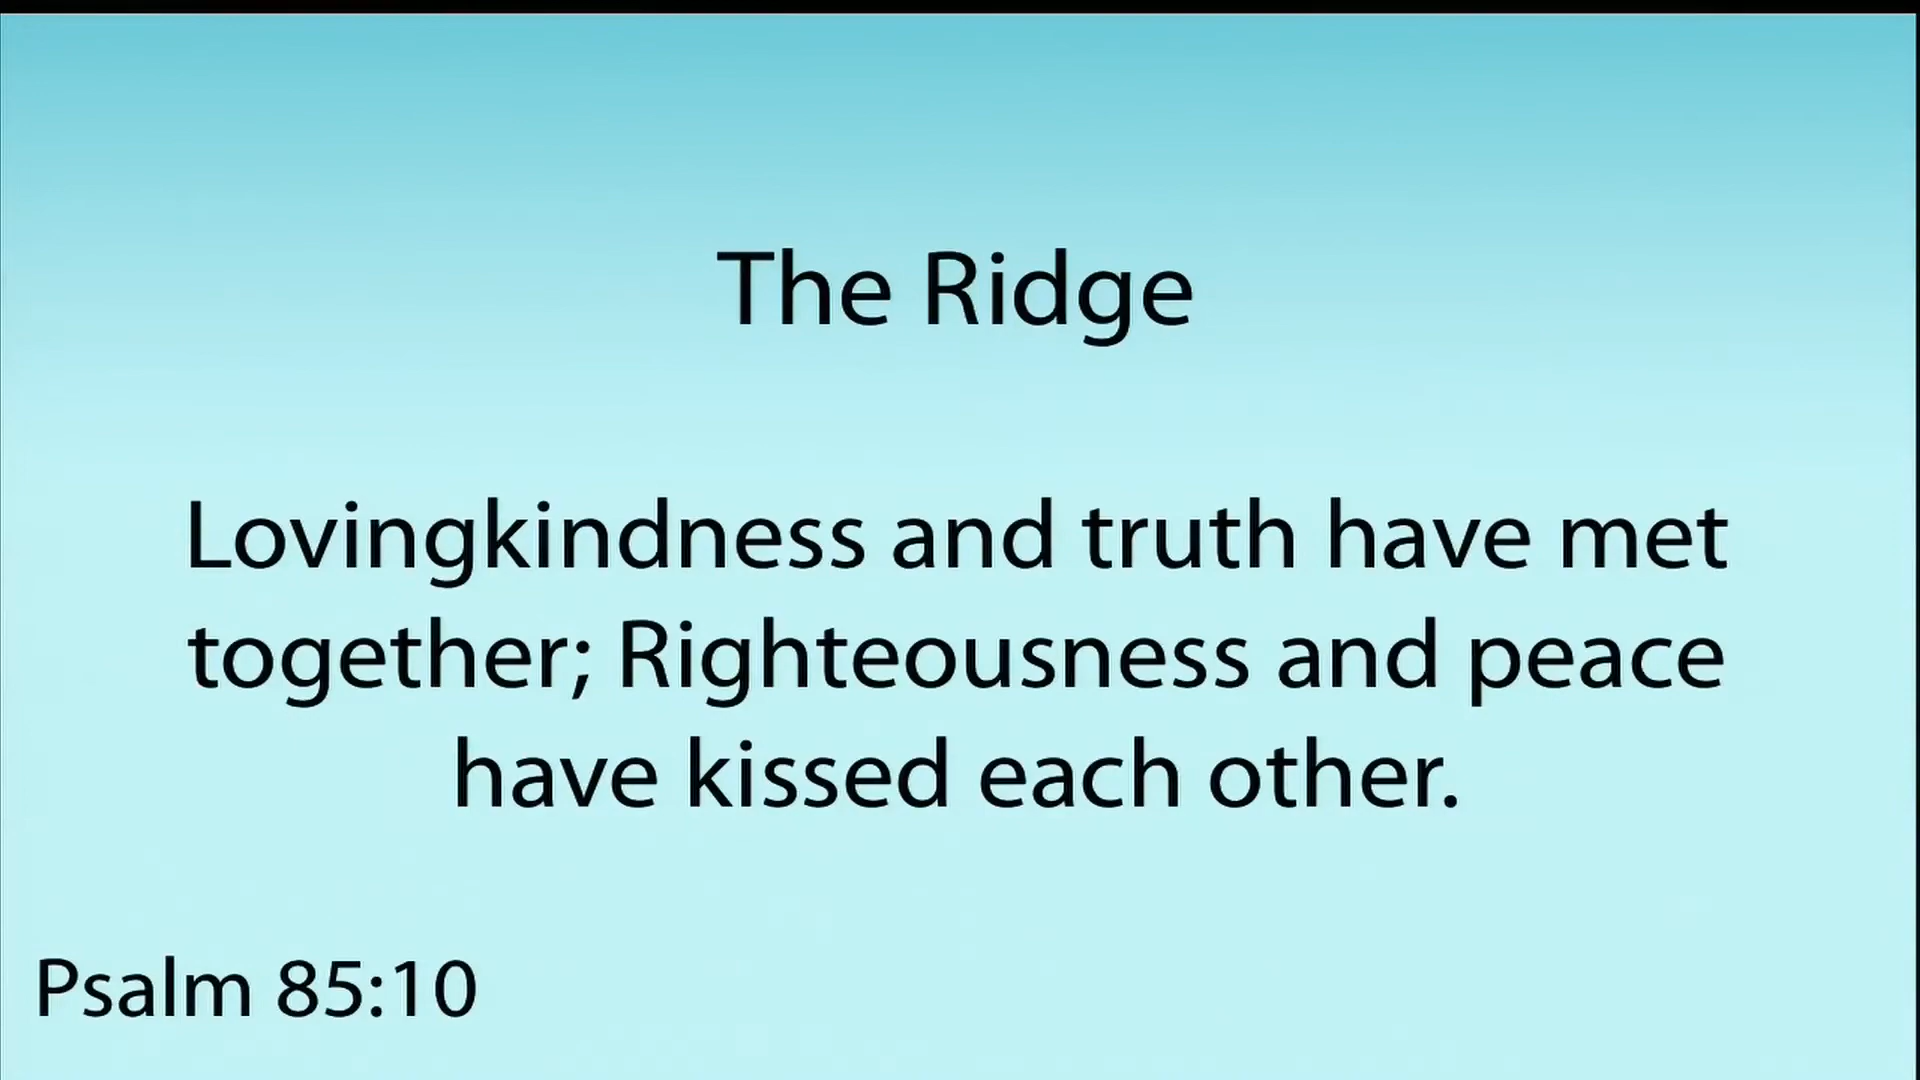 The Ridge
Lovingkindness and truth have met
together; Righteousness and peace
have kissed each other.
Psalm 85:10